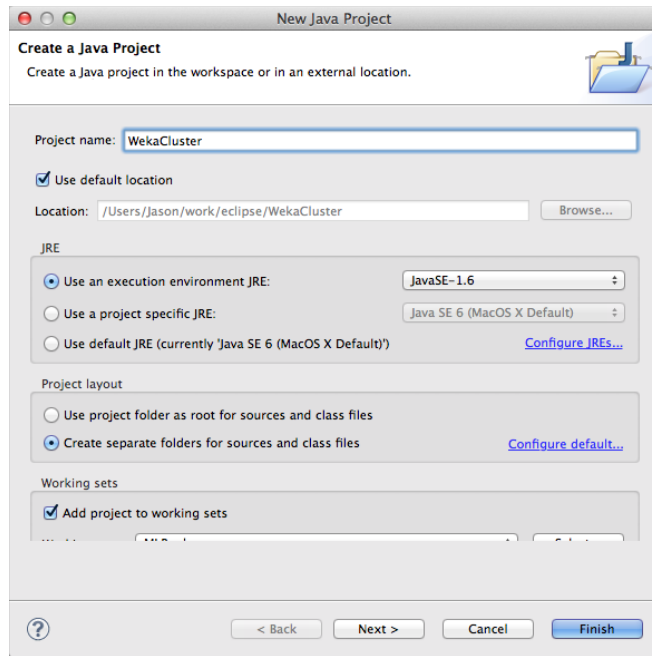 New Java Project
Create a Java Project
Create a Java project in the workspace or in an external location.
Project name: WekaCluster
Use default location
Location: /Users/Jason/work/eclipse/WekaCluster Browse...
JRE
Use an execution environment JRE: JavaSE-1.6
Use a project specific JRE: Java SE 6 (MacOS X Default)
Use default JRE (currently 'Java SE 6 (MacOS X Default)') Configure JREs...
Project layout
Use project folder as root for sources and class files
Create separate folders for sources and class files Configure default...
Working sets
Add project to working sets
? < Back Next > Cancel Finish